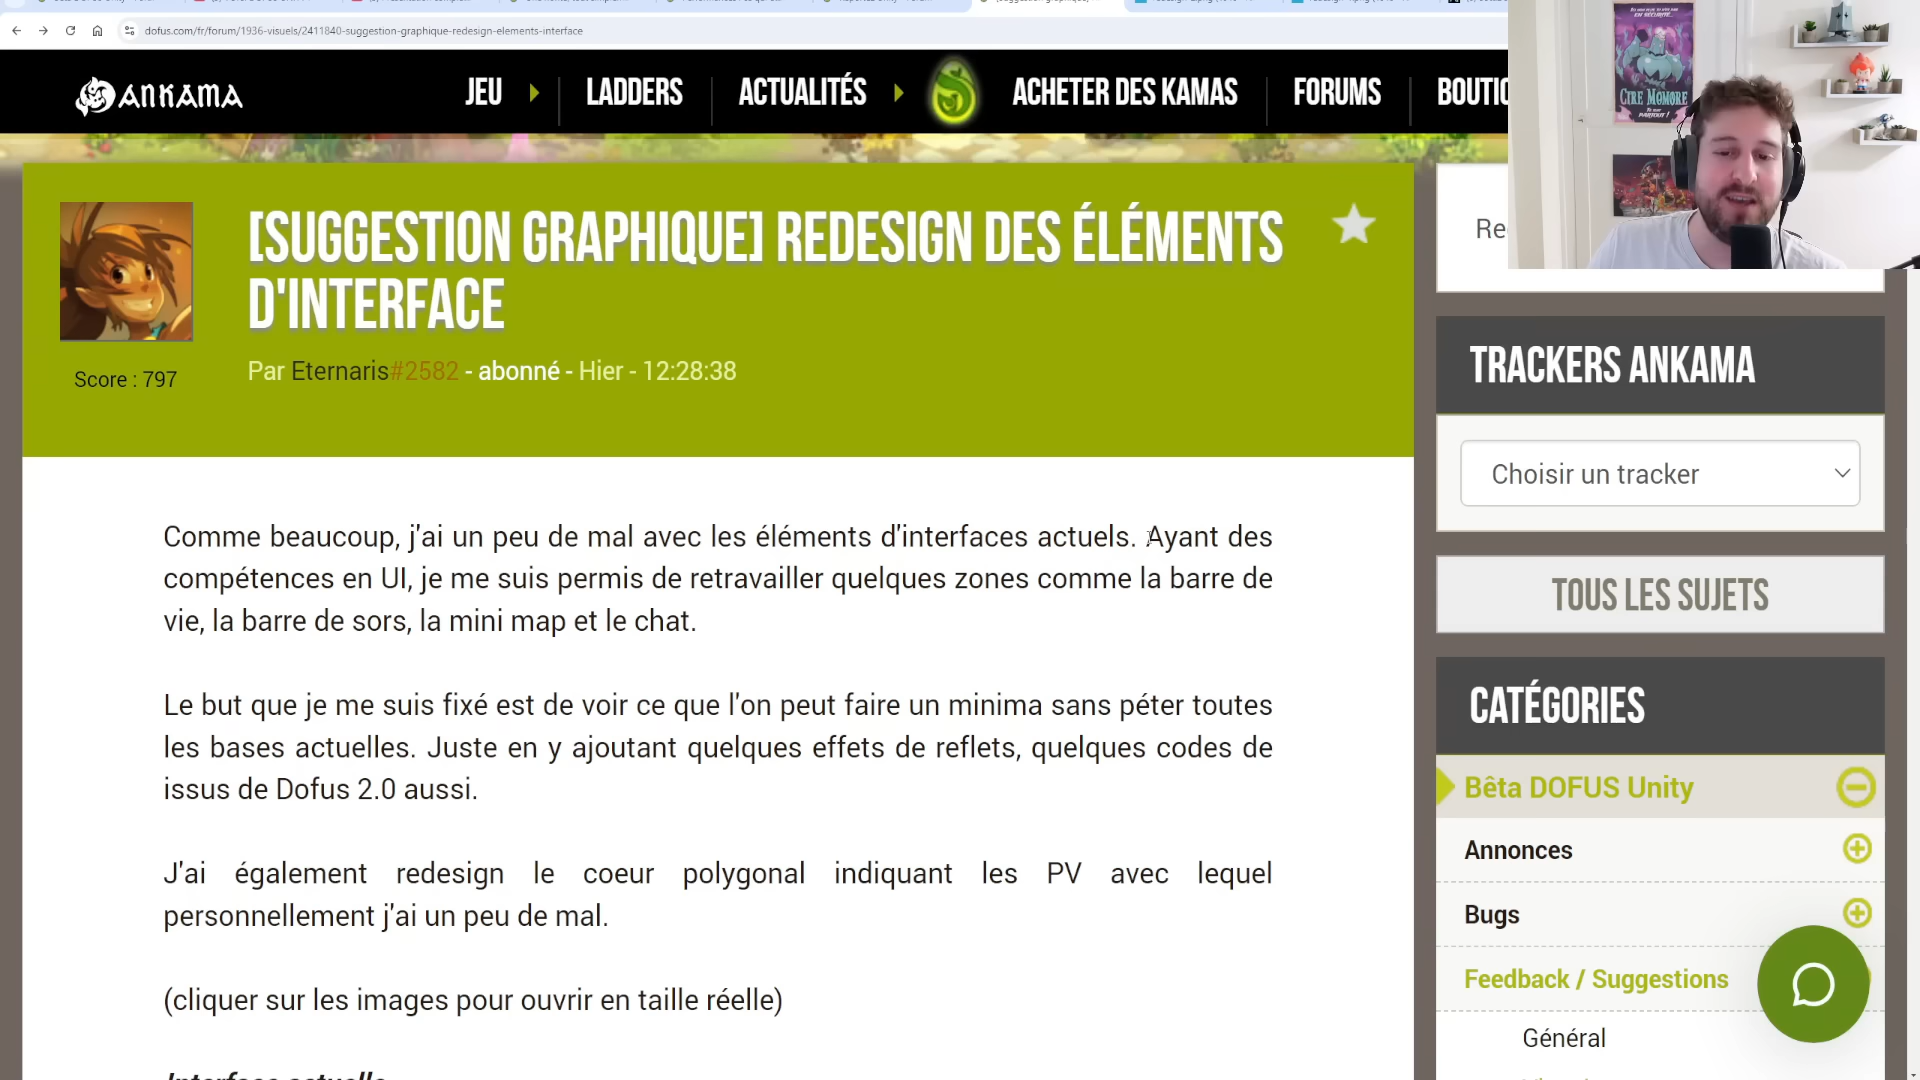 dofus.com/fr/forum/1936-visuels/2411840-suggestion-graphique-redesign-elements-interface
ANKAMA
JEU
LADDERS
ACTUALITÉS
ACHETER DES KAMAS
FORUMS
CIRE MOMORE
PARTOUT !
[SUGGESTION GRAPHIQUE] REDESIGN DES ÉLÉMENTS
D'INTERFACE
Score : 797
Par Eternaris#2582 - abonné - Hier - 12:28:38
Comme beaucoup, j'ai un peu de mal avec les éléments d'interfaces actuels. Ayant des
compétences en UI, je me suis permis de retravailler quelques zones comme la barre de
vie, la barre de sors, la mini map et le chat.
Le but que je me suis fixé est de voir ce que l'on peut faire un minima sans péter toutes
les bases actuelles. Juste en y ajoutant quelques effets de reflets, quelques codes de
issus de Dofus 2.0 aussi.
J'ai également redesign le coeur polygonal indiquant les PV avec lequel
personnellement j'ai un peu de mal.
(cliquer sur les images pour ouvrir en taille réelle)
Interface actuelle
TRACKERS ANKAMA
Choisir un tracker
TOUS LES SUJETS
CATÉGORIES
Bêta DOFUS Unity
Annonces
Bugs
Feedback / Suggestions
Général